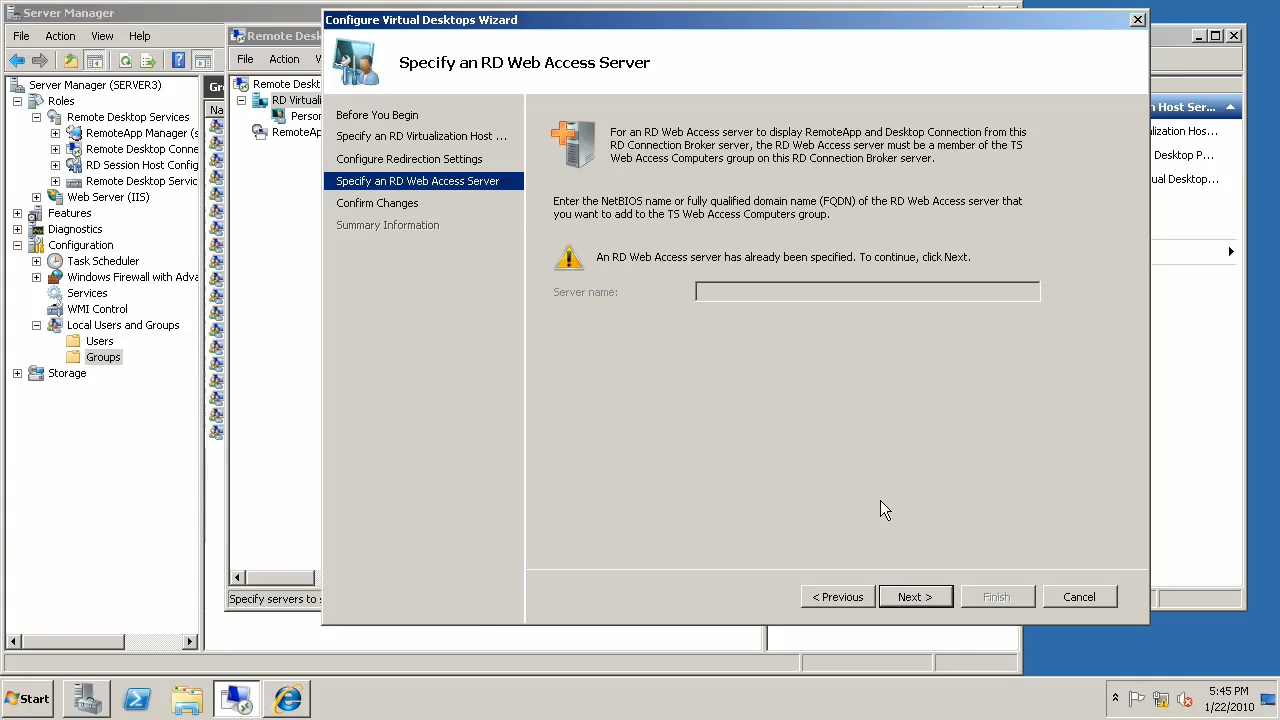 Server Manager
File Action View Help
Server Manager (SERVER3)
Roles
Remote Desktop Services
RemoteApp Manager (s
Remote Desktop Conne
RD Session Host Config
Remote Desktop Servic
Web Server (IIS)
Features
Diagnostics
Configuration
Task Scheduler
Windows Firewall with Adva
Services
WMI Control
Local Users and Groups
Users
Groups
Storage
Gr
Na
Remote Desk
File Action V
Remote Deskt
RD Virtuali
Person
RemoteAp
Specify servers to s
n Host Ser...
alization Hos...
Desktop P...
ual Desktop...
Configure Virtual Desktops Wizard
Specify an RD Web Access Server
Before You Begin
Specify an RD Virtualization Host ...
Configure Redirection Settings
Specify an RD Web Access Server
Confirm Changes
Summary Information
For an RD Web Access server to display RemoteApp and Desktop Connection from this
RD Connection Broker server, the RD Web Access server must be a member of the TS
Web Access Computers group on this RD Connection Broker server.
Enter the NetBIOS name or fully qualified domain name (FQDN) of the RD Web Access server that
you want to add to the TS Web Access Computers group.
An RD Web Access server has already been specified. To continue, click Next.
Server name:
< Previous Next > Finish Cancel
Start
5:45 PM
1/22/2010